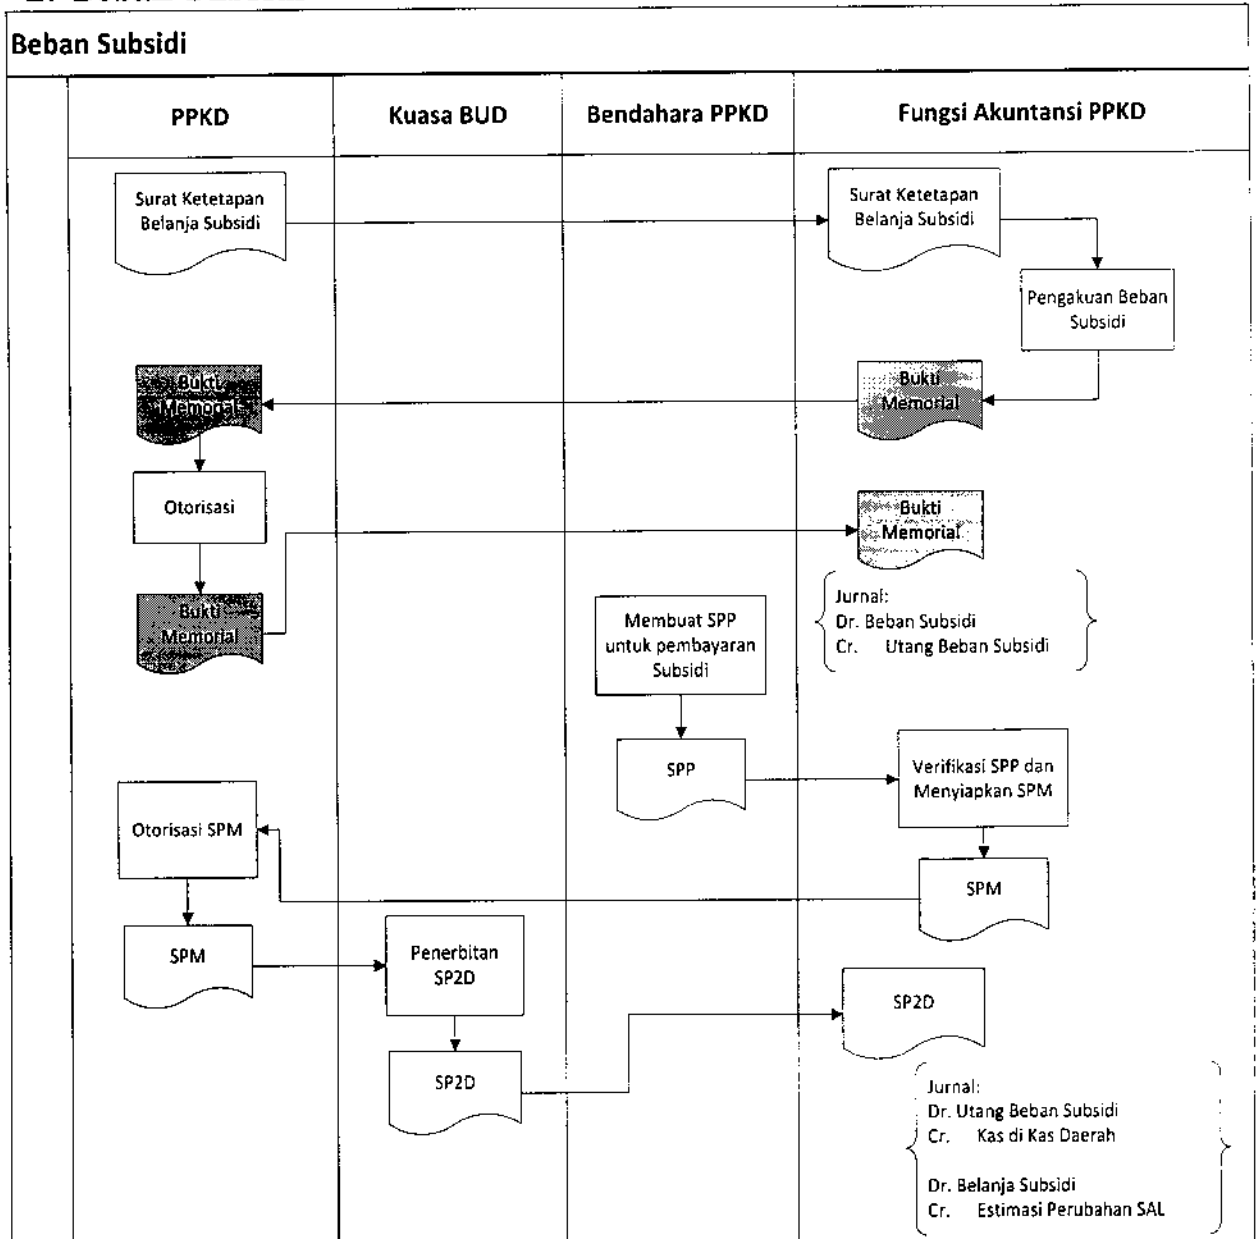 Beban Subsidi
PPKD
Kuasa BUD
Bendahara PPKD
Fungsi Akuntansi PPKD
Surat Ketetapan
Belanja Subsidi
Surat Ketetapan
Belanja Subsidi
Pengakuan Beban
Subsidi
Bukti
Memorial
Bukti
Memorial
Otorisasi
Bukti
Memorial
Bukti
Memorial
Membuat SPP
untuk pembayaran
Subsidi
Jurnal:
Dr. Beban Subsidi
Cr. Utang Beban Subsidi
SPP
Verifikasi SPP dan
Menyiapkan SPM
Otorisasi SPM
SPM
SPM
Penerbitan
SP2D
SP2D
SP2D
Jurnal:
Dr. Utang Beban Subsidi
Cr. Kas di Kas Daerah
Dr. Belanja Subsidi
Cr. Estimasi Perubahan SAL